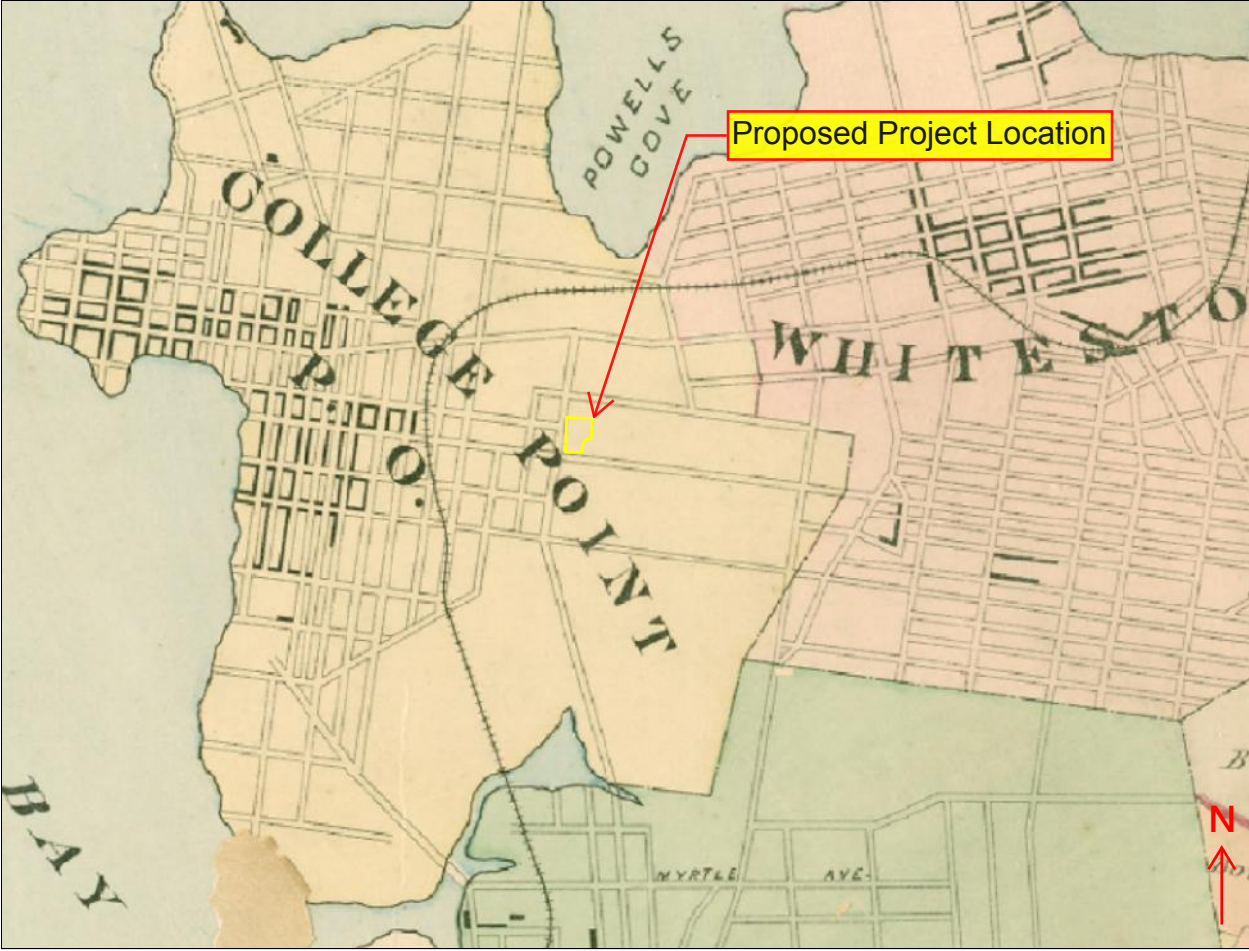 POWELLS
COVE
Proposed Project Location
COLLEGE POINT
P. O.
WHITESTO
BAY
B
N
MYRTLE AVE.